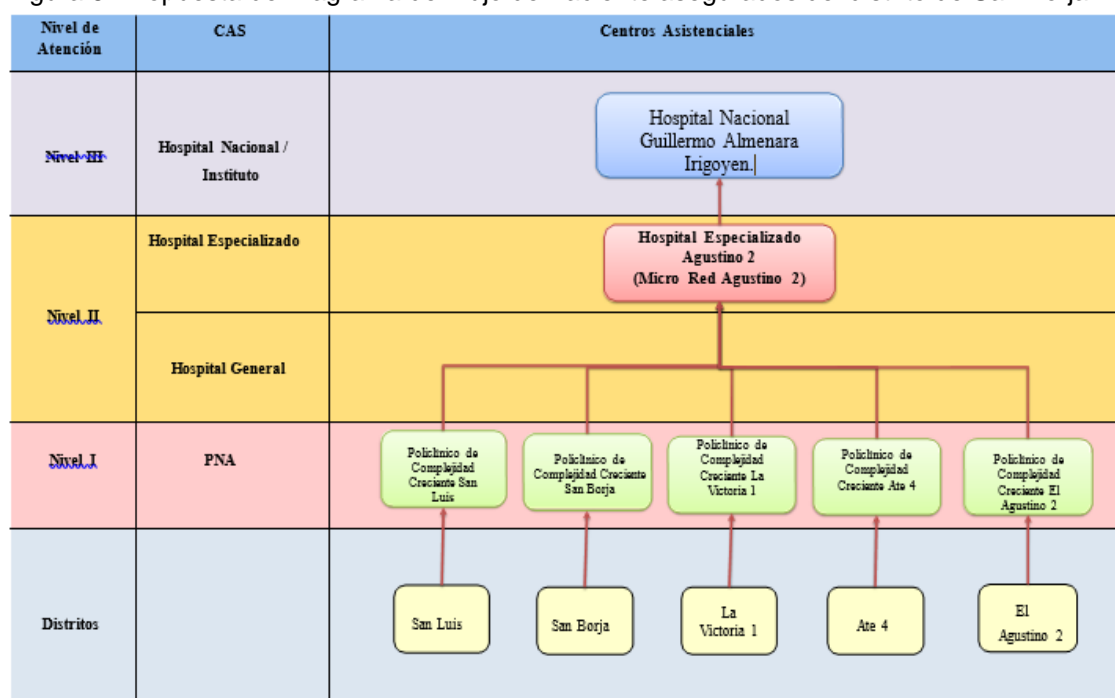 Nivel de
Atención
CAS
Centros Asistenciales
Nivel III
Hospital Nacional /
Instituto
Hospital Nacional
Guillermo Almenara
Irigoyen.
Nivel II
Hospital Especializado
Hospital Especializado
Agustino 2
(Micro Red Agustino 2)
Hospital General
Nivel I
PNA
Policlínico de
Complejidad
Creciente San
Luis
Policlínico de
Complejidad Creciente
San Borja
Policlínico de
Complejidad
Creciente La
Victoria 1
Policlínico de
Complejidad
Creciente Ate 4
Policlínico de
Complejidad
Creciente El
Agustino 2
Distritos
San Luis
San Borja
La
Victoria 1
Ate 4
El
Agustino 2